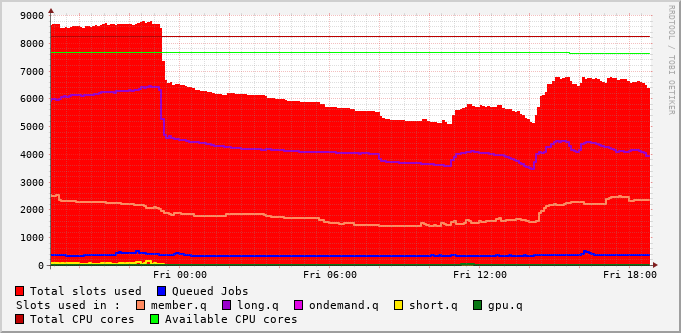 RRDTOOL / TOBI OETIKER
9000
8000
7000
6000
5000
4000
3000
2000
1000
0
Fri 00:00 Fri 06:00 Fri 12:00 Fri 18:00
Total slots used Queued Jobs
Slots used in : member.q long.q ondemand.q short.q gpu.q
Total CPU cores Available CPU cores